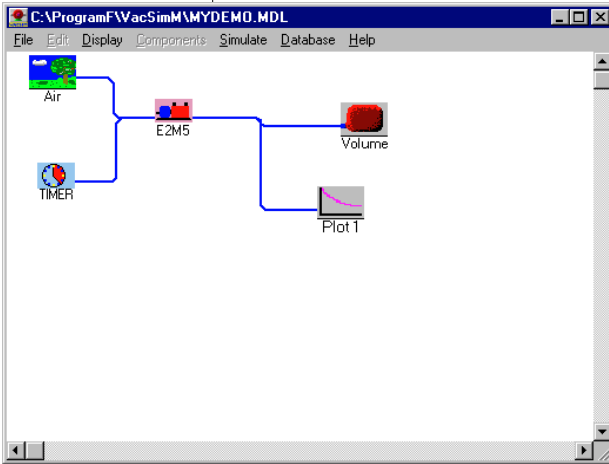 C:\ProgramF\VacSimM\MYDEMO.MDL
File Edit Display Components Simulate Database Help
Air
E2M5
Volume
TIMER
Plot 1